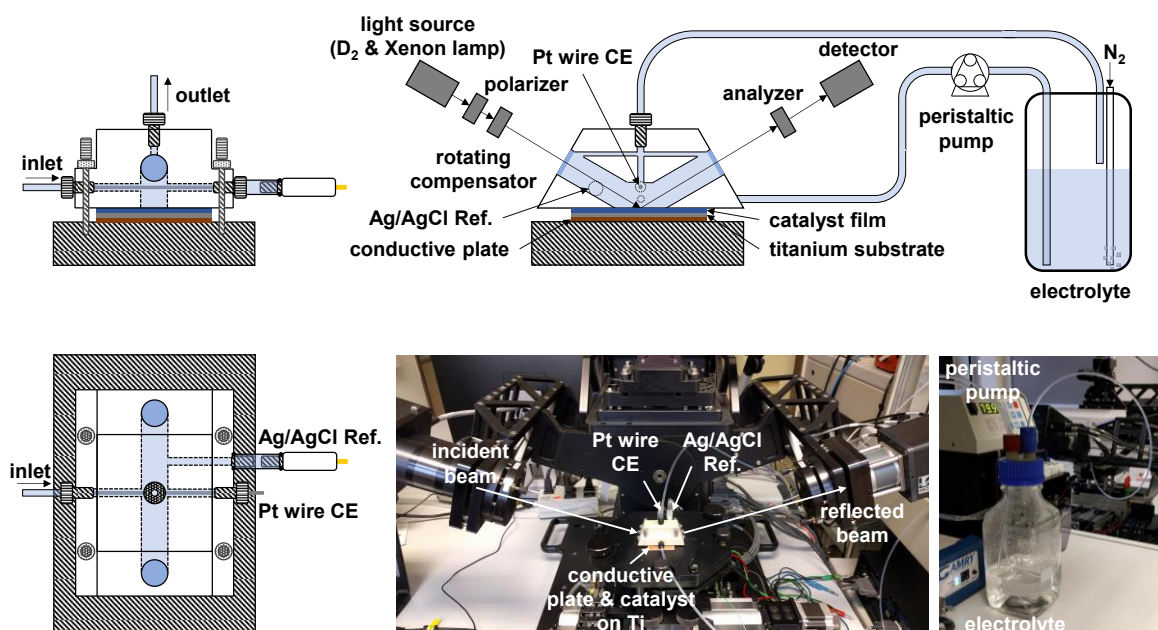 light source
(D2 & Xenon lamp)
polarizer
rotating
compensator
Ag/AgCl Ref.
conductive plate
Pt wire CE
analyzer
detector
peristaltic
pump
N2
catalyst film
titanium substrate
electrolyte
outlet
inlet
inlet
Ag/AgCl Ref.
Pt wire CE
incident
beam
Pt wire
CE
Ag/AgCl
Ref.
reflected
beam
conductive
plate & catalyst
on Ti
peristaltic
pump
GAMRY
electrolyte